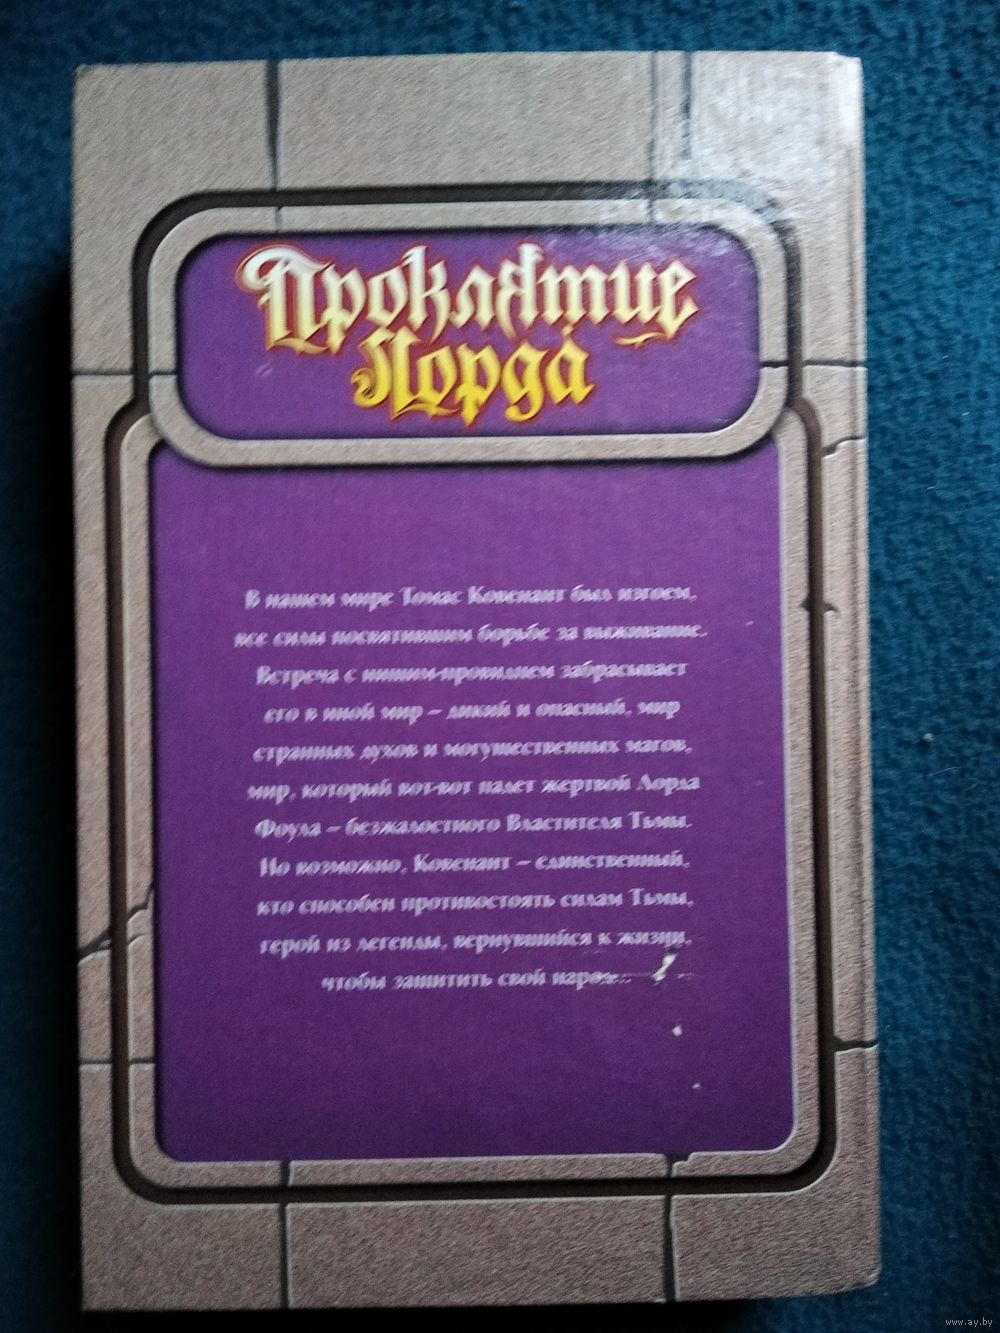 Проклятие
Лорда
В нашем мире Томас Ковенант был изгоем,
все силы посвятившим борьбе за выживание.
Встреча с нищим-провидцем забрасывает
его в иной мир – дикий и опасный, мир
странных духов и могущественных магов,
мир, который вот-вот падет жертвой Лорда
Фоула – безжалостного Властителя Тьмы.
Но возможно, Ковенант – единственный,
кто способен противостоять силам Тьмы,
герой из легенды, вернувшийся к жизни,
чтобы защитить свой народ...
www.ay.by